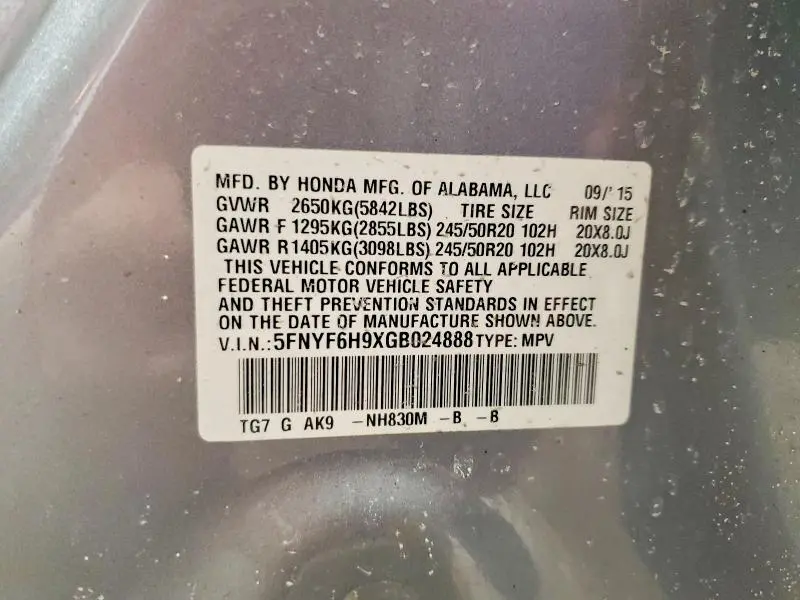 MFD. BY HONDA MFG. OF ALABAMA, LLC 09/'15
GVWR 2650KG(5842LBS) TIRE SIZE RIM SIZE
GAWR F 1295KG(2855LBS) 245/50R20 102H 20X8.0J
GAWR R 1405KG(3098LBS) 245/50R20 102H 20X8.0J
THIS VEHICLE CONFORMS TO ALL APPLICABLE
FEDERAL MOTOR VEHICLE SAFETY
AND THEFT PREVENTION STANDARDS IN EFFECT
ON THE DATE OF MANUFACTURE SHOWN ABOVE.
V.I.N.:5FNYF6H9XGB024888 TYPE: MPV
TG7 G AK9 -NH830M -B -B